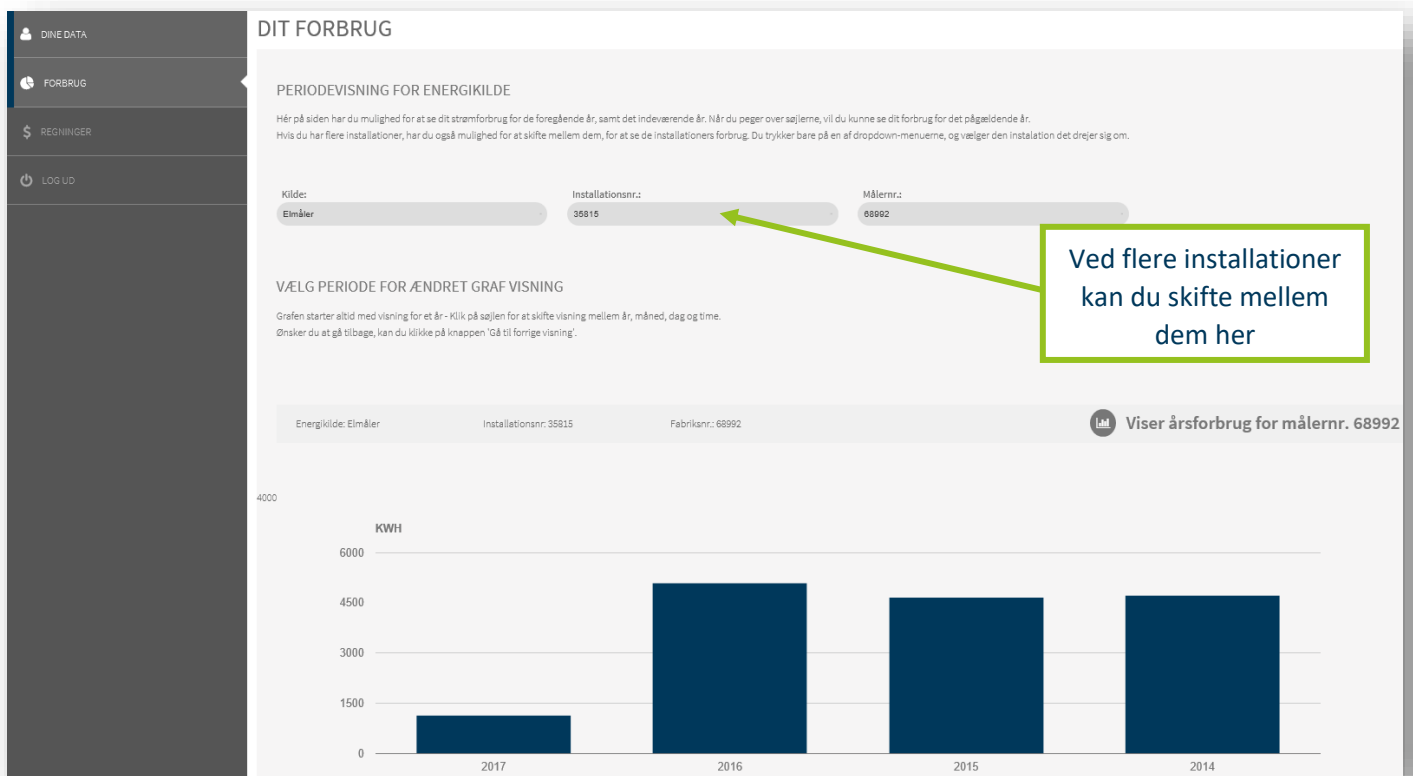 DINE DATA
FORBRUG
$ REGNINGER
LOG UD
DIT FORBRUG
PERIODEVISNING FOR ENERGIKILDE
Hér på siden har du mulighed for at se dit strømforbrug for de foregående år, samt det indeværende år. Når du peger over søjlerne, vil du kunne se dit forbrug for det pågældende år.
Hvis du har flere installationer, har du også mulighed for at skifte mellem dem, for at se de installationers forbrug. Du trykker bare på en af dropdown-menuerne, og vælger den instalation det drejer sig om.
Kilde: Installationsnr.: Målernr.:
Elmåler 35815 68992
Ved flere installationer
kan du skifte mellem
dem her
VÆLG PERIODE FOR ÆNDRET GRAF VISNING
Grafen starter altid med visning for et år - Klik på søjlen for at skifte visning mellem år, måned, dag og time.
Ønsker du at gå tilbage, kan du klikke på knappen 'Gå til forrige visning'.
Energikilde: Elmåler Installationsnr: 35815 Fabriksnr.: 68992 Viser årsforbrug for målernr. 68992
4000
KWH
6000
4500
3000
1500
0
2017 2016 2015 2014